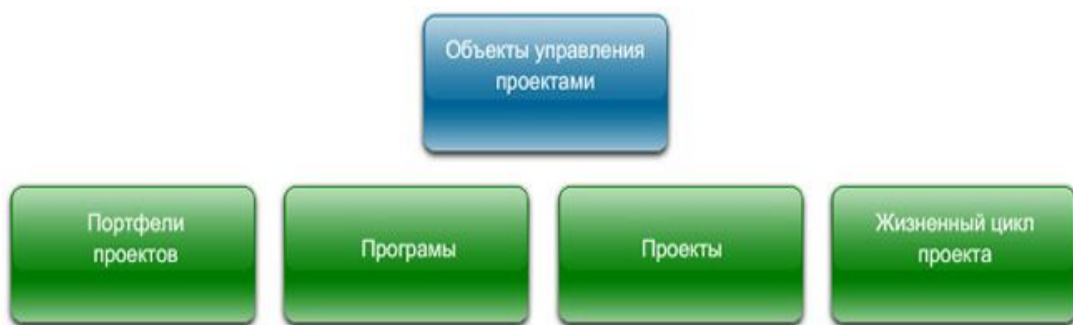 Объекты управления
проектами
Портфели
проектов
Програмы
Проекты
Жизненный цикл
проекта